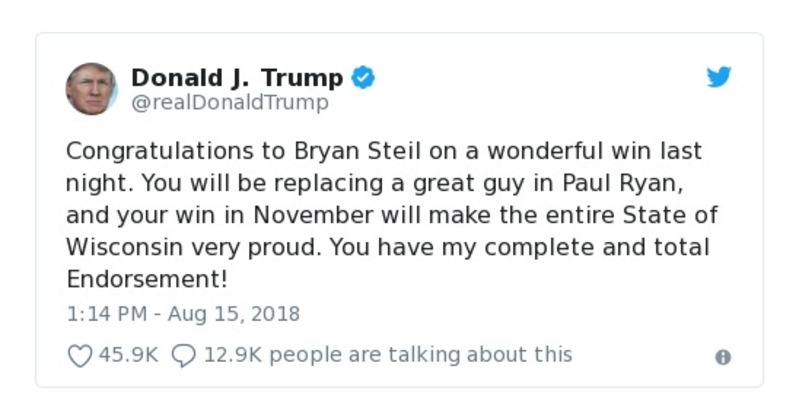 Donald J. Trump
@realDonaldTrump
Congratulations to Bryan Steil on a wonderful win last
night. You will be replacing a great guy in Paul Ryan,
and your win in November will make the entire State of
Wisconsin very proud. You have my complete and total
Endorsement!
1:14 PM - Aug 15, 2018
45.9K 12.9K people are talking about this